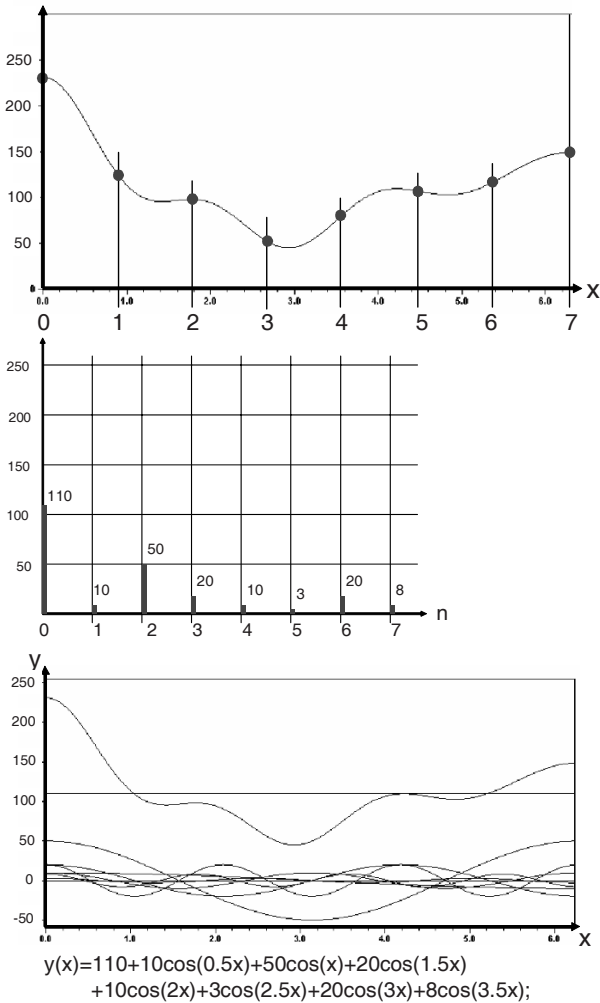 250
200
150
100
50
0
0.0 1.0 2.0 3.0 4.0 5.0 6.0 x
0 1 2 3 4 5 6 7
250
200
150
110
100
50
50
10 20 10 3 20 8
0 1 2 3 4 5 6 7 n
y
250
200
150
100
50
0
-50
0.0 1.0 2.0 3.0 4.0 5.0 6.0 x
y(x)=110+10cos(0.5x)+50cos(x)+20cos(1.5x)
+10cos(2x)+3cos(2.5x)+20cos(3x)+8cos(3.5x);